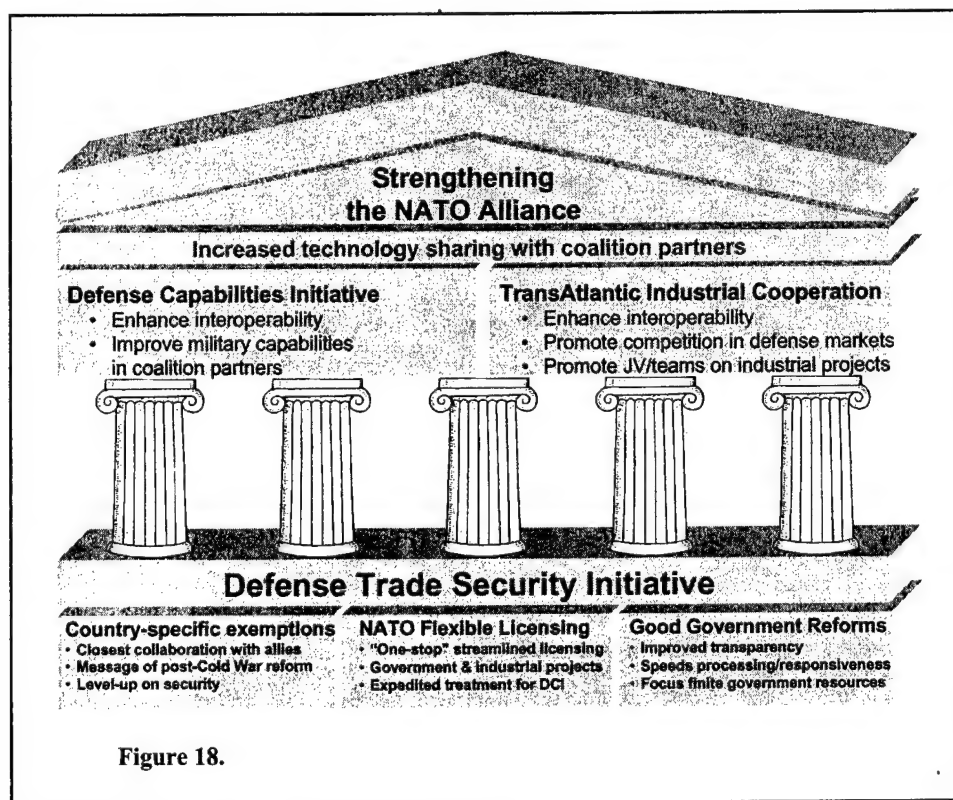 Strengthening
the NATO Alliance
Increased technology sharing with coalition partners
Defense Capabilities Initiative
• Enhance interoperability
• Improve military capabilities
in coalition partners
TransAtlantic Industrial Cooperation
• Enhance interoperability
• Promote competition in defense markets
• Promote JV/teams on industrial projects
Defense Trade Security Initiative
Country-specific exemptions
• Closest collaboration with allies
• Message of post-Cold War reform
• Level-up on security
NATO Flexible Licensing
• "One-stop" streamlined licensing
• Government & industrial projects
• Expedited treatment for DCI
Good Government Reforms
• Improved transparency
• Speeds processing/responsiveness
• Focus finite government resources
Figure 18.